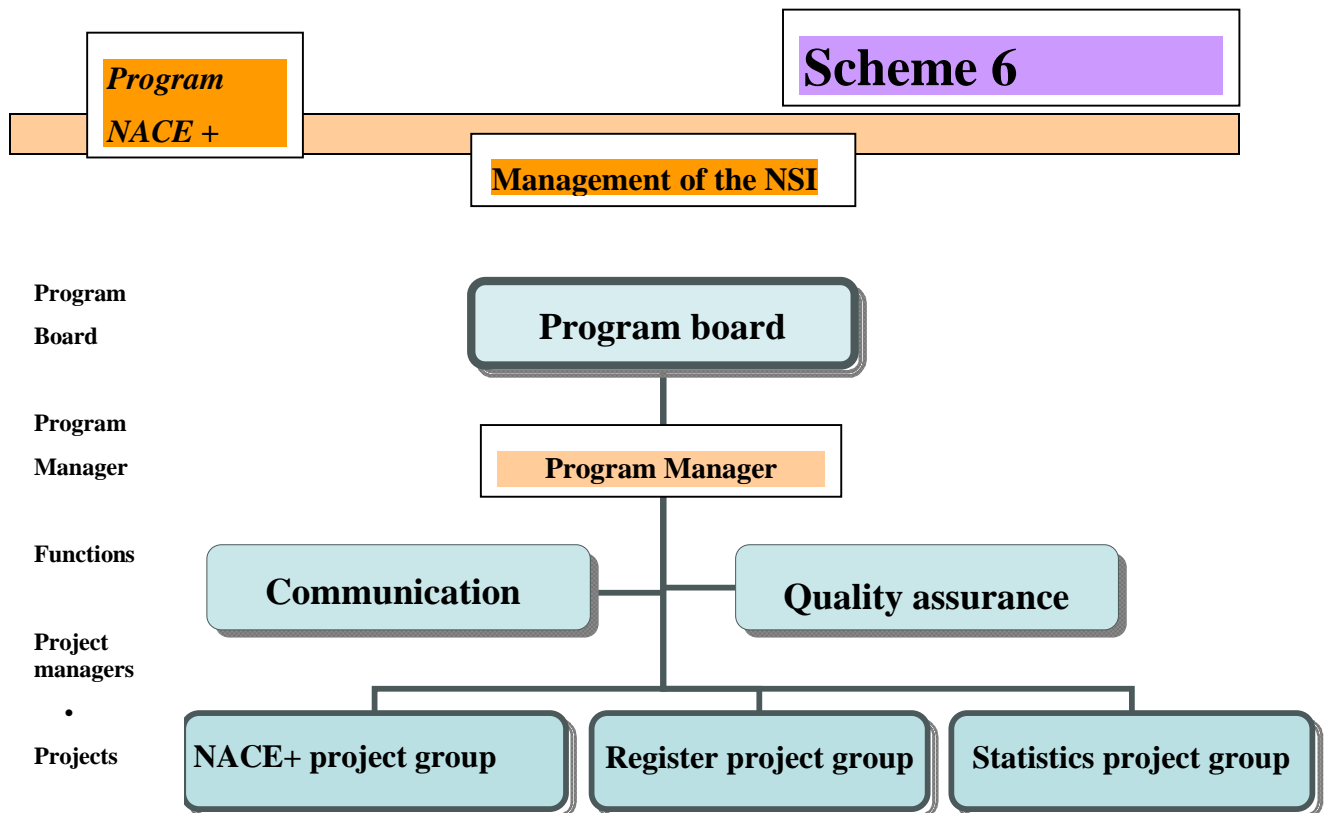 Program
NACE +
Scheme 6
Management of the NSI
Program
Board
Program board
Program
Manager
Program Manager
Functions
Communication
Quality assurance
Project
managers
•
Projects
NACE+ project group
Register project group
Statistics project group